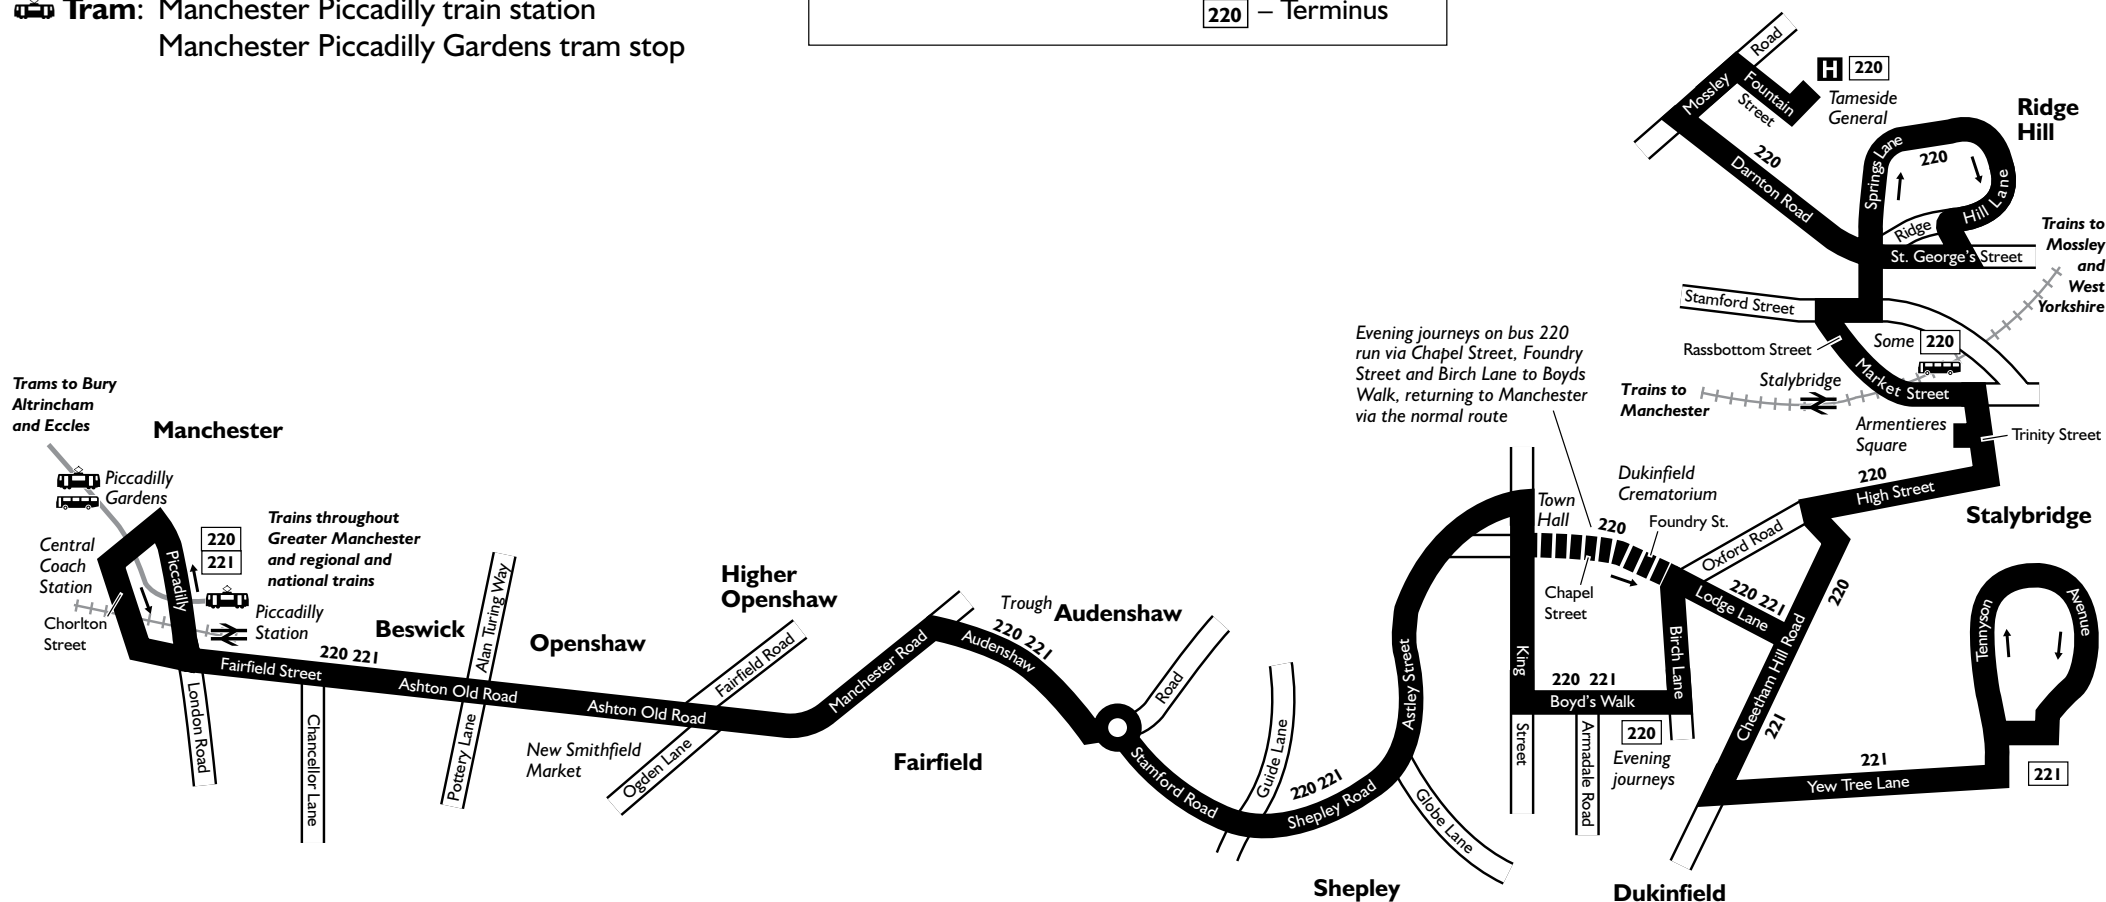 Tram: Manchester Piccadilly train station
Manchester Piccadilly Gardens tram stop
220 – Terminus
Road
Mossley
Fountain
Street
H 220
Tameside
General
Ridge
Hill
220
Darnton Road
Springs Lane
220
Hill Lane
Ridge
St. George's Street
Trains to
Mossley
and
West
Yorkshire
Stamford Street
Rassbottom Street
Some 220
Market Street
Stalybridge
Trains to
Manchester
Armentieres
Square
Trinity Street
220
High Street
Stalybridge
Evening journeys on bus 220
run via Chapel Street, Foundry
Street and Birch Lane to Boyds
Walk, returning to Manchester
via the normal route
Trams to Bury
Altrincham
and Eccles
Manchester
Piccadilly
Gardens
Central
Coach
Station
Chorlton
Street
Piccadilly
220
221
Trains throughout
Greater Manchester
and regional and
national trains
Piccadilly
Station
Fairfield Street
220 221
London Road
Chancellor Lane
Beswick
Ashton Old Road
Alan Turing Way
Pottery Lane
Openshaw
Ashton Old Road
New Smithfield
Market
Higher
Openshaw
Fairfield Road
Ogden Lane
Manchester Road
Fairfield
Trough
Audenshaw
220 221
Audenshaw
Road
Stamford Road
Guide Lane
220 221
Shepley Road
Shepley
Astley Street
Globe Lane
Town
Hall
220
Dukinfield
Crematorium
Foundry St.
Chapel
Street
King
Street
220 221
Boyd's Walk
Armadale Road
220
Evening
journeys
Birch Lane
Oxford Road
220 221
Lodge Lane
220
Cheetham Hill Road
221
Dukinfield
221
Yew Tree Lane
Tennyson
Avenue
221